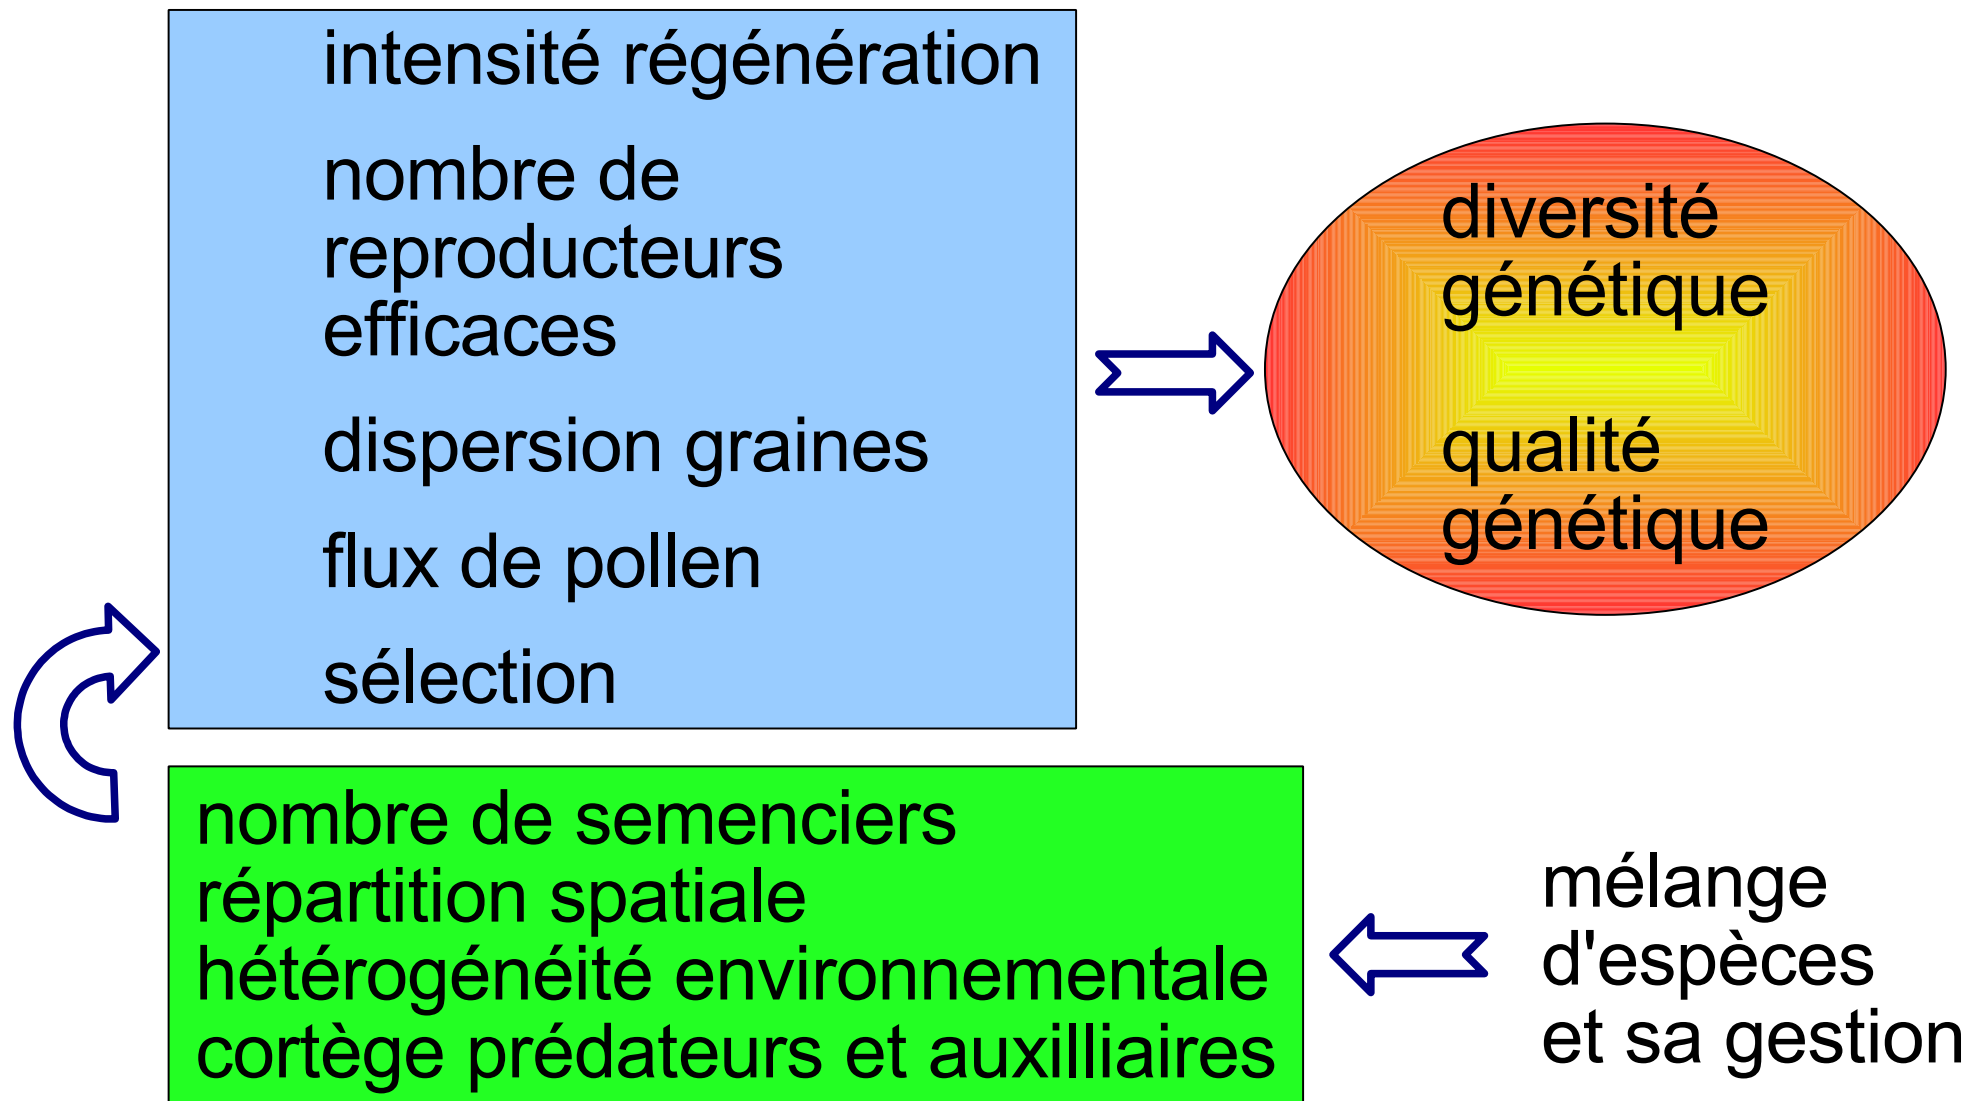 intensité régénération
nombre de
reproducteurs
efficaces
dispersion graines
flux de pollen
sélection
diversité
génétique
qualité
génétique
nombre de semenciers
répartition spatiale
hétérogénéité environnementale
cortège prédateurs et auxilliaires
mélange
d'espèces
et sa gestion